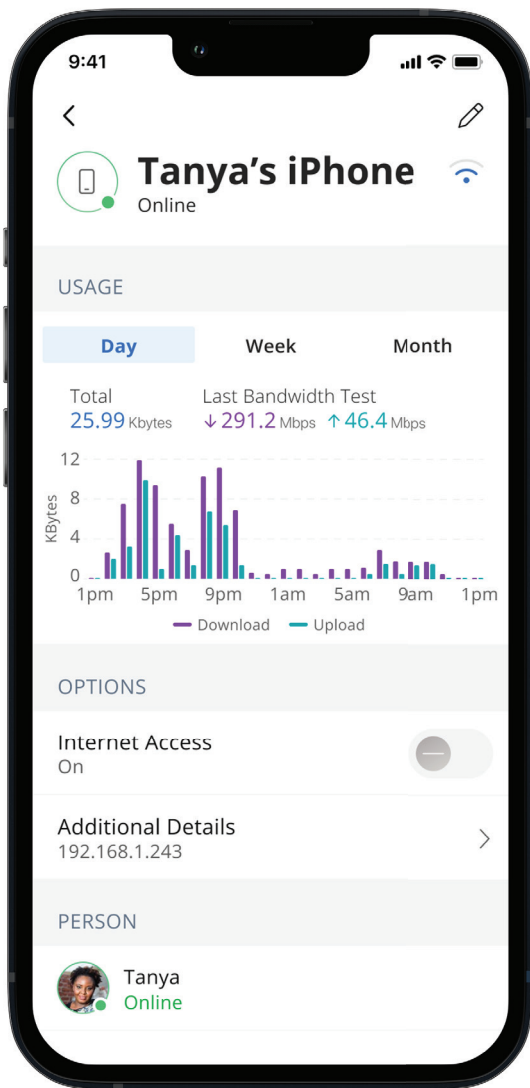 9:41
Tanya's iPhone
Online
USAGE
Day Week Month
Total Last Bandwidth Test
25.99 Kbytes ↓291.2 Mbps ↑46.4 Mbps
12
8
4
0
KBytes
1pm 5pm 9pm 1am 5am 9am 1pm
Download Upload
OPTIONS
Internet Access
On
Additional Details
192.168.1.243
PERSON
Tanya
Online